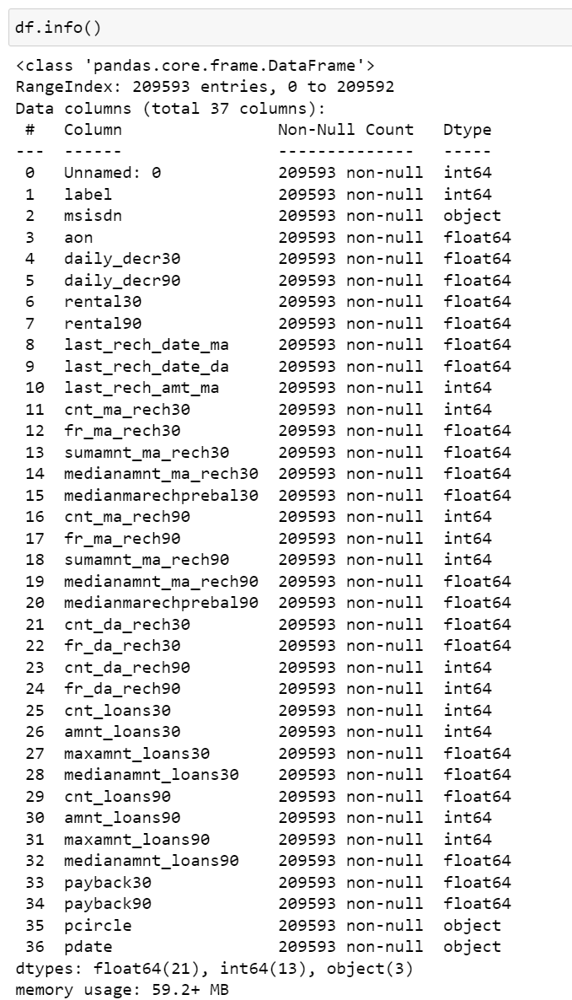 df.info()
<class 'pandas.core.frame.DataFrame'>
RangeIndex: 209593 entries, 0 to 209592
Data columns (total 37 columns):
 #   Column                Non-Null Count   Dtype
---  ------                --------------   -----
 0   Unnamed: 0            209593 non-null  int64
 1   label                 209593 non-null  int64
 2   msisdn                209593 non-null  object
 3   aon                   209593 non-null  float64
 4   daily_decr30          209593 non-null  float64
 5   daily_decr90          209593 non-null  float64
 6   rental30              209593 non-null  float64
 7   rental90              209593 non-null  float64
 8   last_rech_date_ma     209593 non-null  float64
 9   last_rech_date_da     209593 non-null  float64
 10  last_rech_amt_ma      209593 non-null  int64
 11  cnt_ma_rech30         209593 non-null  int64
 12  fr_ma_rech30          209593 non-null  float64
 13  sumamnt_ma_rech30     209593 non-null  float64
 14  medianamnt_ma_rech30  209593 non-null  float64
 15  medianmarechprebal30  209593 non-null  float64
 16  cnt_ma_rech90         209593 non-null  int64
 17  fr_ma_rech90          209593 non-null  int64
 18  sumamnt_ma_rech90     209593 non-null  int64
 19  medianamnt_ma_rech90  209593 non-null  float64
 20  medianmarechprebal90  209593 non-null  float64
 21  cnt_da_rech30         209593 non-null  float64
 22  fr_da_rech30          209593 non-null  float64
 23  cnt_da_rech90         209593 non-null  int64
 24  fr_da_rech90          209593 non-null  int64
 25  cnt_loans30           209593 non-null  int64
 26  amnt_loans30          209593 non-null  int64
 27  maxamnt_loans30       209593 non-null  float64
 28  medianamnt_loans30    209593 non-null  float64
 29  cnt_loans90           209593 non-null  float64
 30  amnt_loans90          209593 non-null  int64
 31  maxamnt_loans90       209593 non-null  int64
 32  medianamnt_loans90    209593 non-null  float64
 33  payback30             209593 non-null  float64
 34  payback90             209593 non-null  float64
 35  pcircle               209593 non-null  object
 36  pdate                 209593 non-null  object
dtypes: float64(21), int64(13), object(3)
memory usage: 59.2+ MB